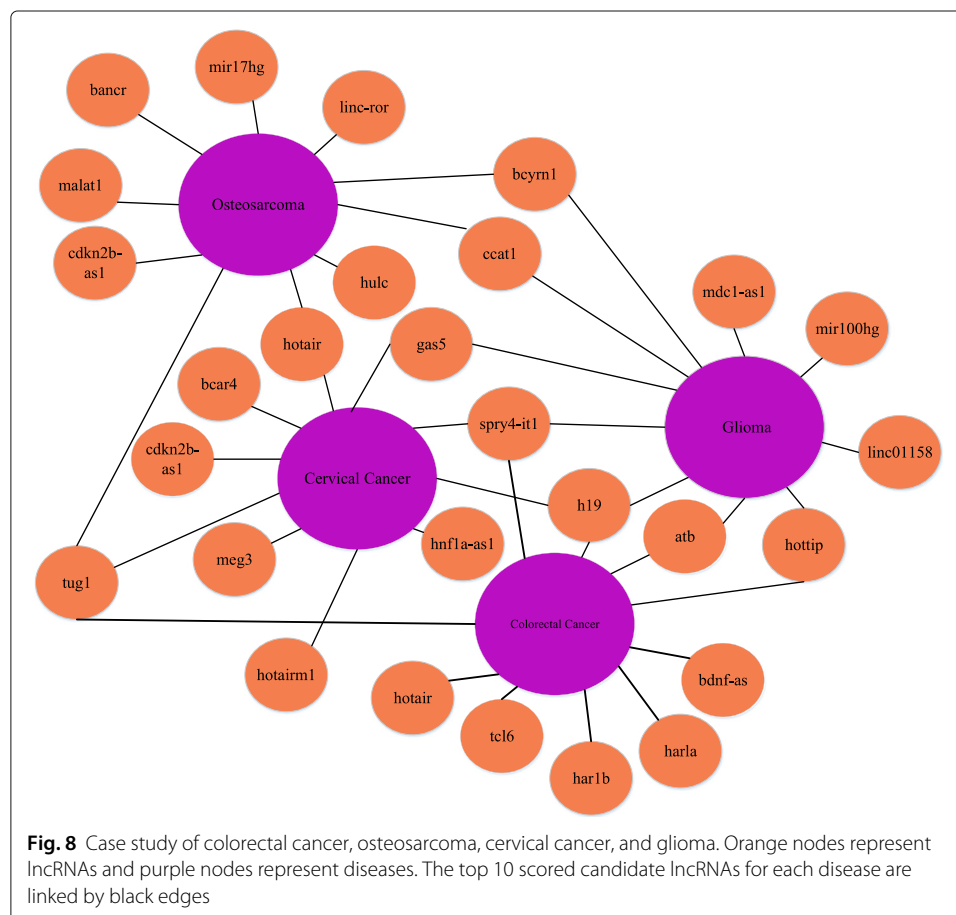 mir17hg
bancr
linc-ror
malat1
Osteosarcoma
bcyrn1
cdkn2b-
as1
ccat1
hulc
mdc1-as1
mir100hg
hotair
gas5
bcar4
spry4-it1
Glioma
cdkn2b-
as1
linc01158
Cervical Cancer
h19
atb
hottip
hnf1a-as1
meg3
tug1
Colorectal Cancer
hotairm1
hotair
bdnf-as
tcl6
harla
har1b
Fig. 8 Case study of colorectal cancer, osteosarcoma, cervical cancer, and glioma. Orange nodes represent
lncRNAs and purple nodes represent diseases. The top 10 scored candidate lncRNAs for each disease are
linked by black edges